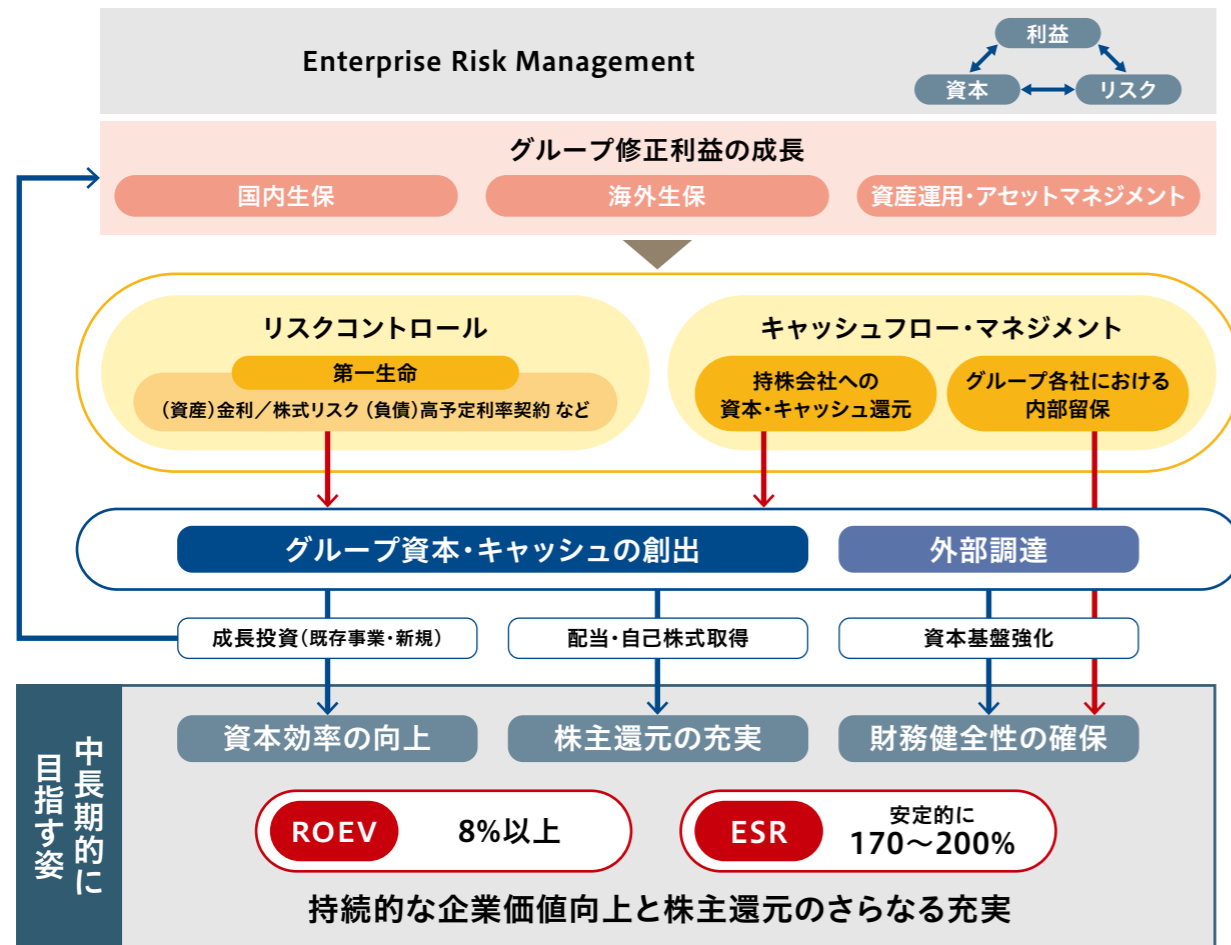 Enterprise Risk Management
利益
資本
リスク
グループ修正利益の成長
国内生保
海外生保
資産運用・アセットマネジメント
リスクコントロール
第一生命
(資産)金利／株式リスク (負債)高予定利率契約 など
キャッシュフロー・マネジメント
持株会社への
資本・キャッシュ還元
グループ各社における
内部留保
グループ資本・キャッシュの創出
外部調達
成長投資(既存事業・新規)
配当・自己株式取得
資本基盤強化
中長期的に
目指す姿
資本効率の向上
株主還元の充実
財務健全性の確保
ROEV
8%以上
ESR
安定的に
170〜200%
持続的な企業価値向上と株主還元のさらなる充実